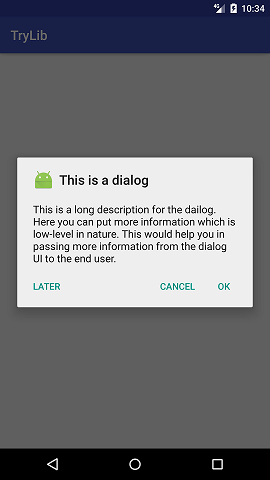 4G 10:34
TryLib
This is a dialog
This is a long description for the dailog.
Here you can put more information which is
low-level in nature. This would help you in
passing more information from the dialog
UI to the end user.
LATER CANCEL OK